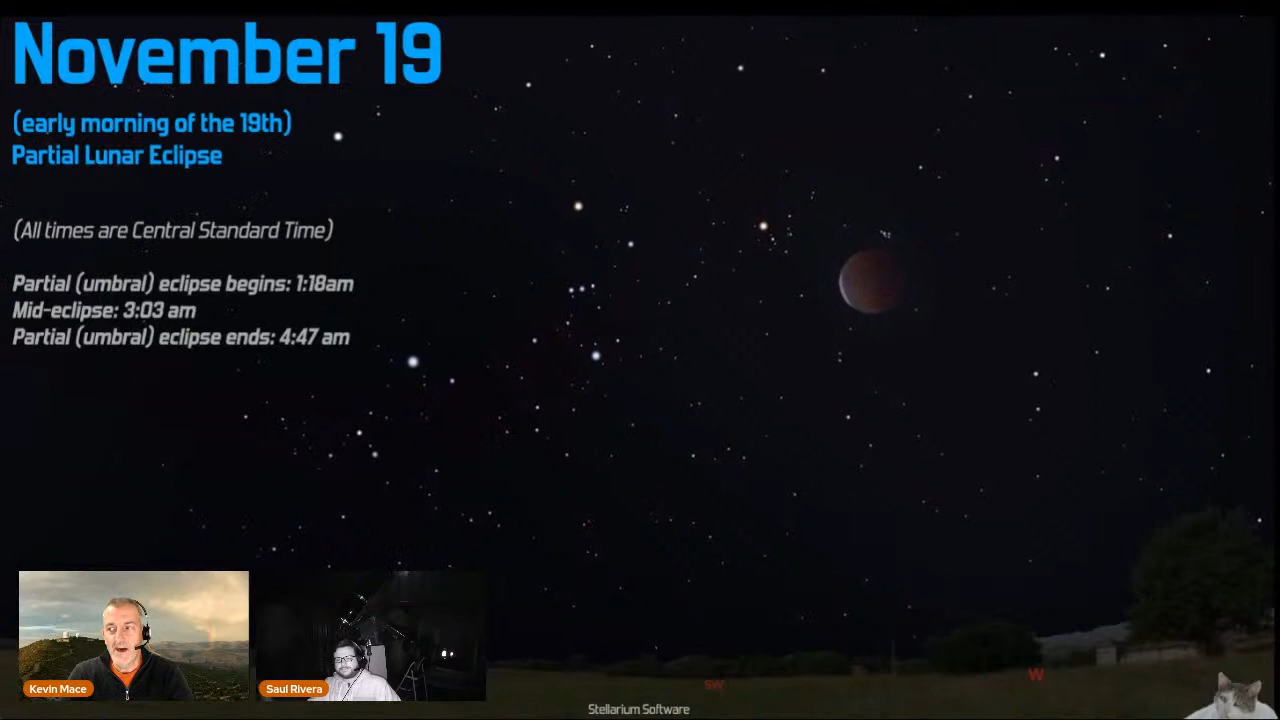 November 19
(early morning of the 19th)
Partial Lunar Eclipse
(All times are Central Standard Time)
Partial (umbral) eclipse begins: 1:18am
Mid-eclipse: 3:03 am
Partial (umbral) eclipse ends: 4:47 am
Kevin Mace
Saul Rivera
SW
W
Stellarium Software